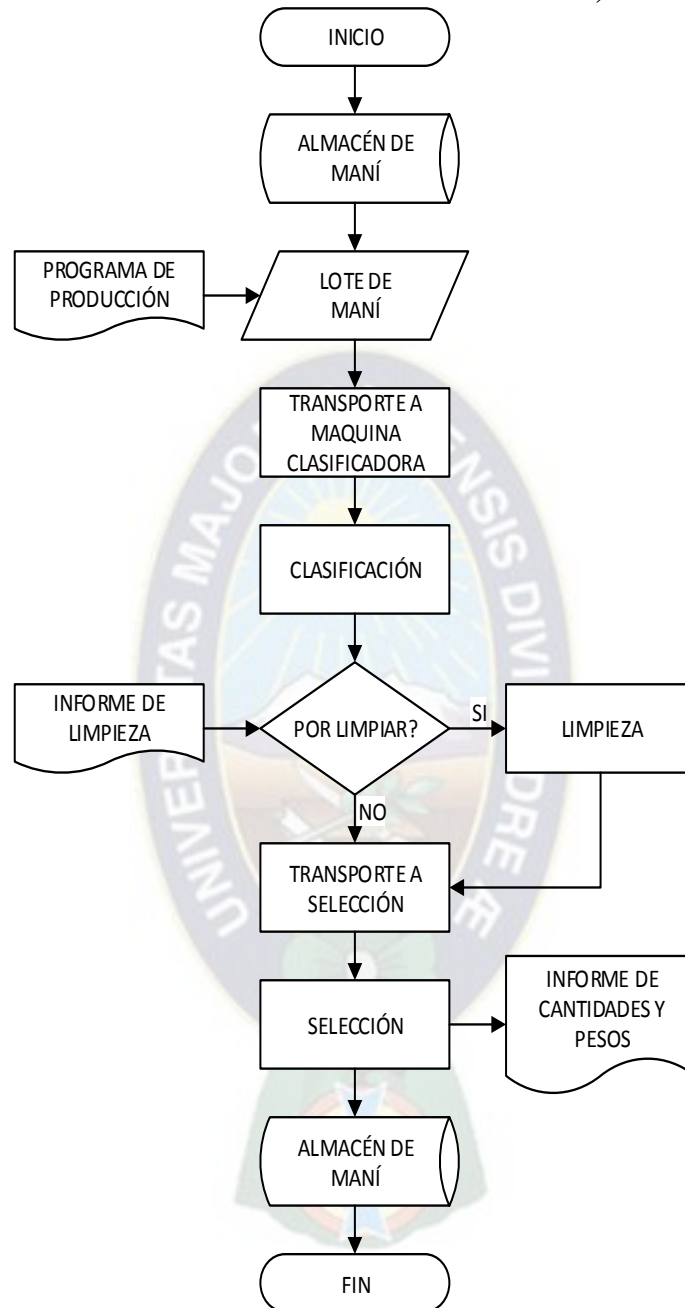 INICIO
ALMACÉN DE
MANÍ
PROGRAMA DE
PRODUCCIÓN
LOTE DE
MANÍ
TRANSPORTE A
MAQUINA
CLASIFICADORA
CLASIFICACIÓN
INFORME DE
LIMPIEZA
POR LIMPIAR?
SI
LIMPIEZA
NO
TRANSPORTE A
SELECCIÓN
SELECCIÓN
INFORME DE
CANTIDADES Y
PESOS
ALMACÉN DE
MANÍ
FIN